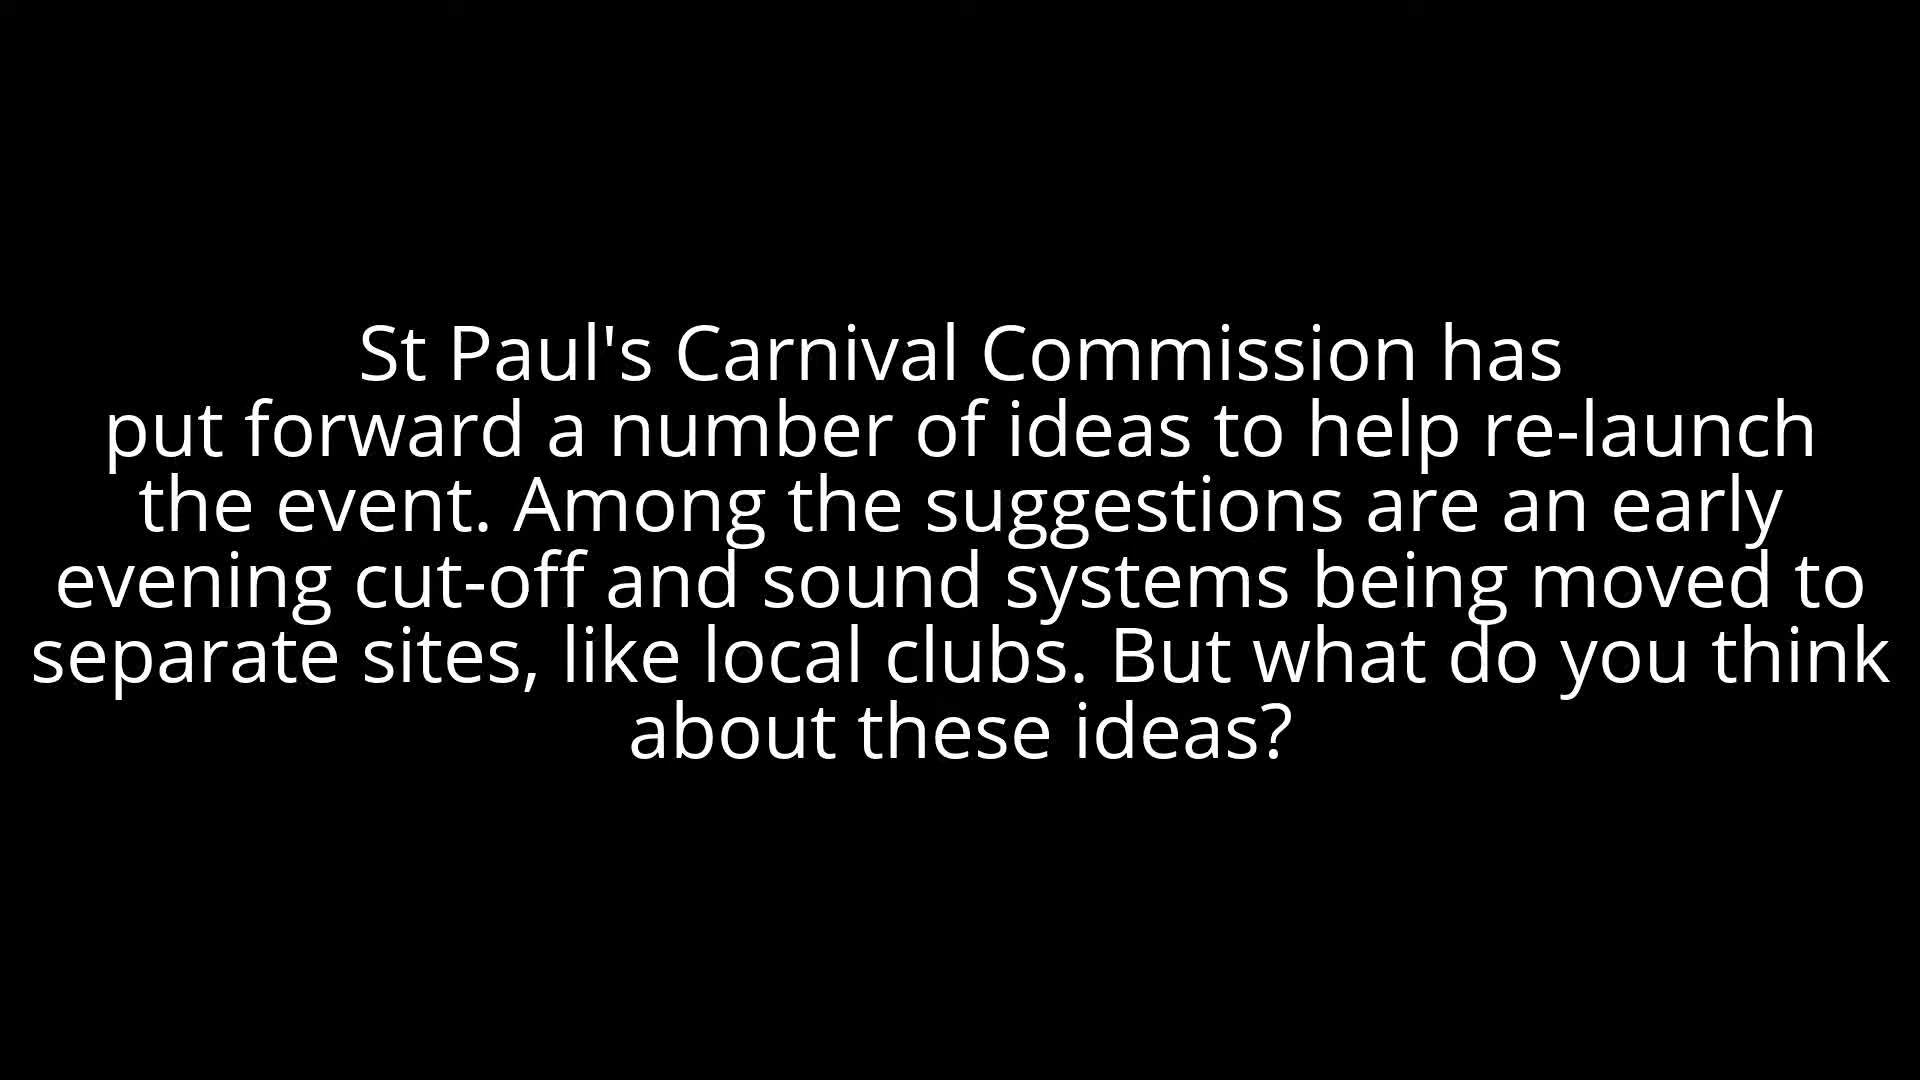 St Paul's Carnival Commission has
put forward a number of ideas to help re-launch
the event. Among the suggestions are an early
evening cut-off and sound systems being moved to
separate sites, like local clubs. But what do you think
about these ideas?